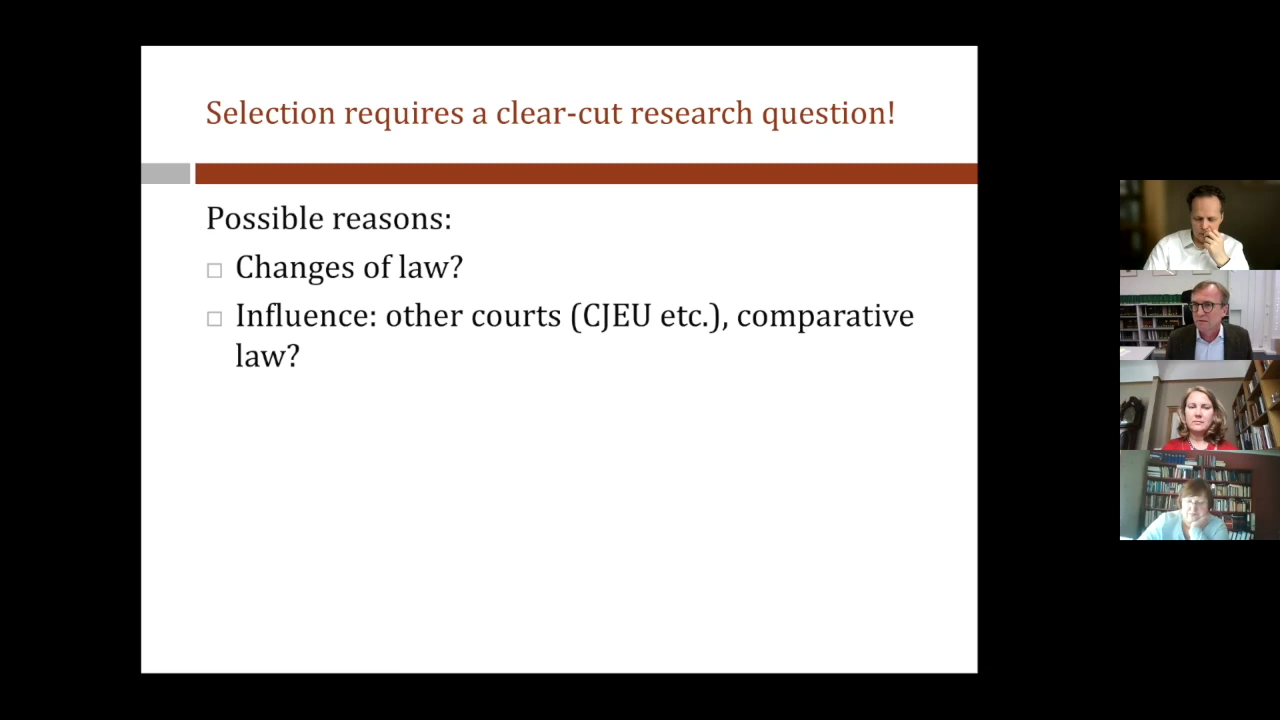 Selection requires a clear-cut research question!
Possible reasons:
Changes of law?
Influence: other courts (CJEU etc.), comparative
law?